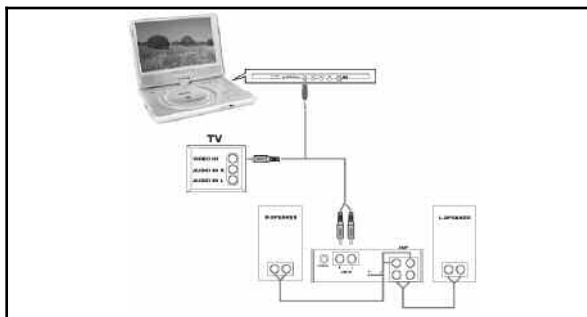 TV
VIDEO IN
AUDIO IN R
AUDIO IN L
R-SPEAKER
L-SPEAKER
AMP